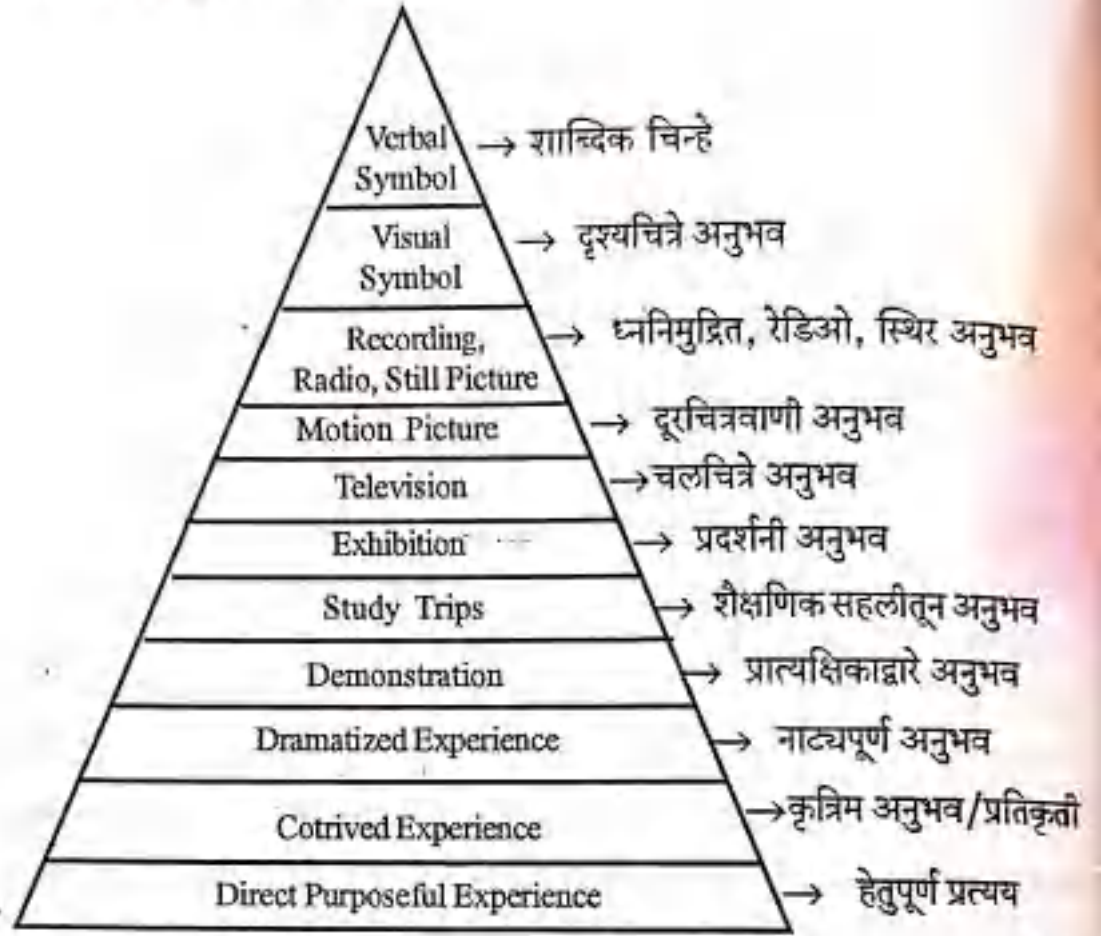 Verbal
Symbol → शाब्दिक चिन्हे
Visual
Symbol → दृश्यचित्रे अनुभव
Recording,
Radio, Still Picture → ध्वनिमुद्रित, रेडिओ, स्थिर अनुभव
Motion Picture → दूरचित्रवाणी अनुभव
Television → चलचित्रे अनुभव
Exhibition → प्रदर्शनी अनुभव
Study Trips → शैक्षणिक सहलीतून अनुभव
Demonstration → प्रात्यक्षिकाद्वारे अनुभव
Dramatized Experience → नाट्यपूर्ण अनुभव
Cotrived Experience → कृत्रिम अनुभव/प्रतिकृती
Direct Purposeful Experience → हेतुपूर्ण प्रत्यय